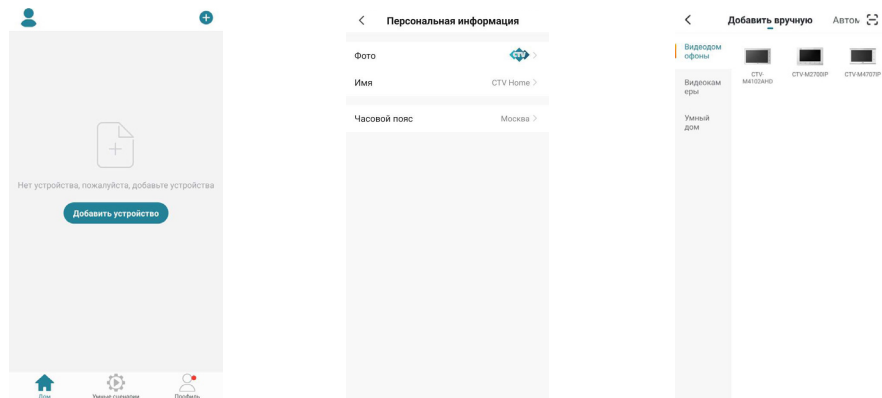 Нет устройства, пожалуйста, добавьте устройства
Добавить устройство
Дом
Умные сценарии
Профиль
Персональная информация
Фото
CTV
Имя
CTV Home
Часовой пояс
Москва
Добавить вручную
Автом
Видеодом
офоны
Видеокам
еры
Умный
дом
CTV-
M4102AHD
CTV-M2700IP
CTV-M4707IP